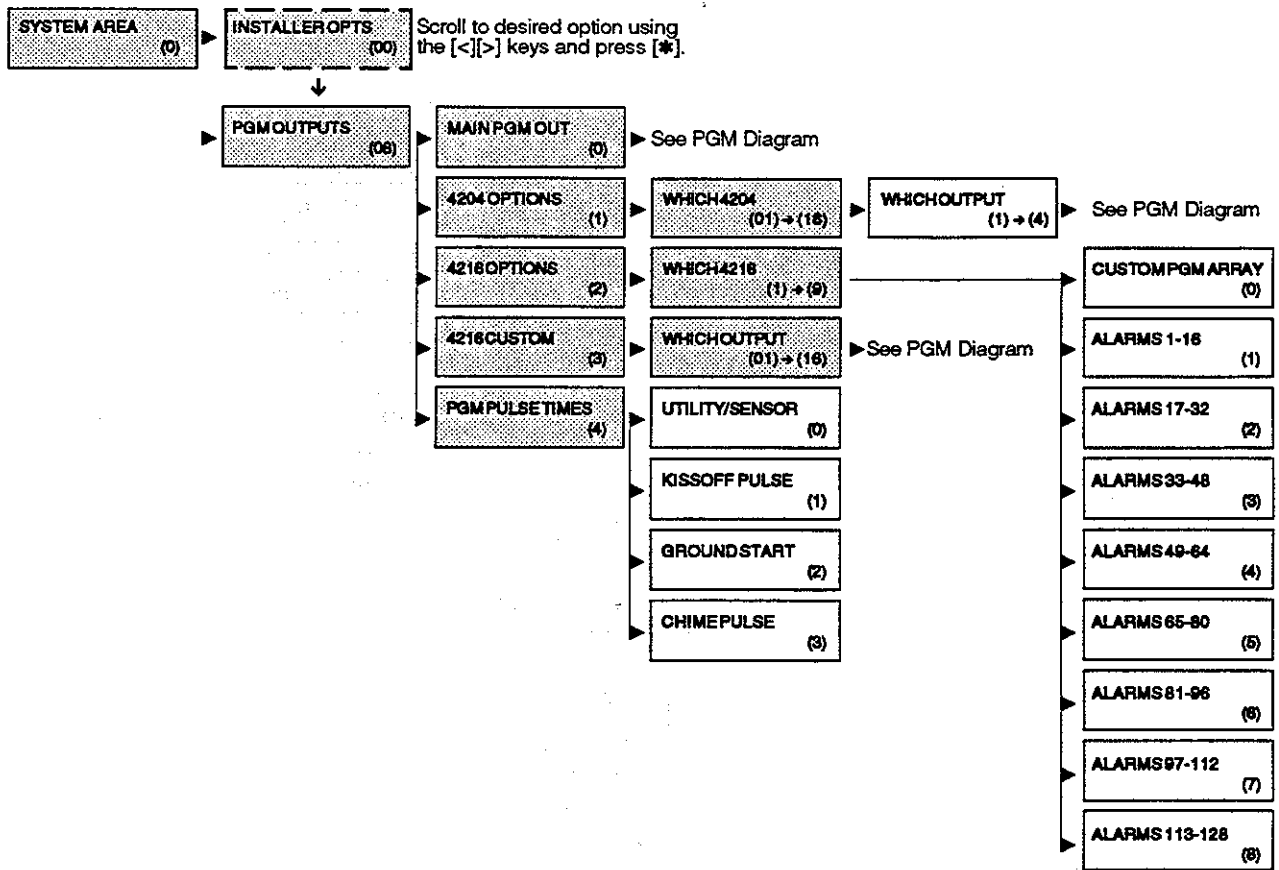 SYSTEM AREA
(0)
INSTALLER OPTS
(00)
Scroll to desired option using
the [<][>] keys and press [✱].
PGM OUTPUTS
(08)
MAIN PGM OUT
(0)
See PGM Diagram
4204 OPTIONS
(1)
WHICH 4204
(01)→(16)
WHICH OUTPUT
(1)→(4)
See PGM Diagram
4216 OPTIONS
(2)
WHICH 4216
(1)→(9)
CUSTOM PGM ARRAY
(0)
4216 CUSTOM
(3)
WHICH OUTPUT
(01)→(16)
See PGM Diagram
ALARMS 1-16
(1)
PGM PULSE TIMES
(4)
UTILITY/SENSOR
(0)
ALARMS 17-32
(2)
KISSOFF PULSE
(1)
ALARMS 33-48
(3)
GROUND START
(2)
ALARMS 49-64
(4)
CHIME PULSE
(3)
ALARMS 65-80
(5)
ALARMS 81-96
(6)
ALARMS 97-112
(7)
ALARMS 113-128
(8)